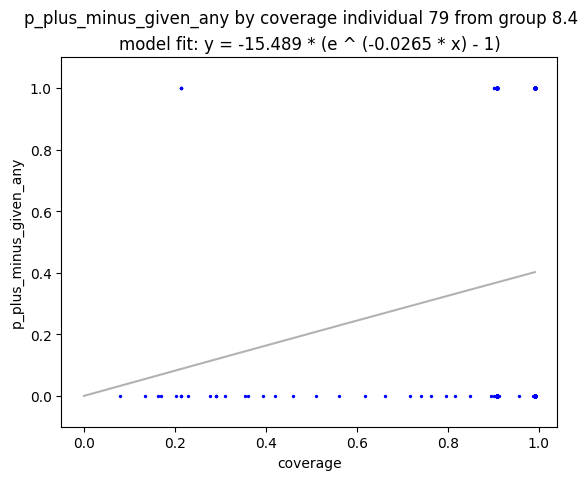 p_plus_minus_given_any by coverage individual 79 from group 8.4
model fit: y = -15.489 * (e ^ (-0.0265 * x) - 1)
1.0
0.8
0.6
0.4
0.2
0.0
p_plus_minus_given_any
0.0 0.2 0.4 0.6 0.8 1.0
coverage